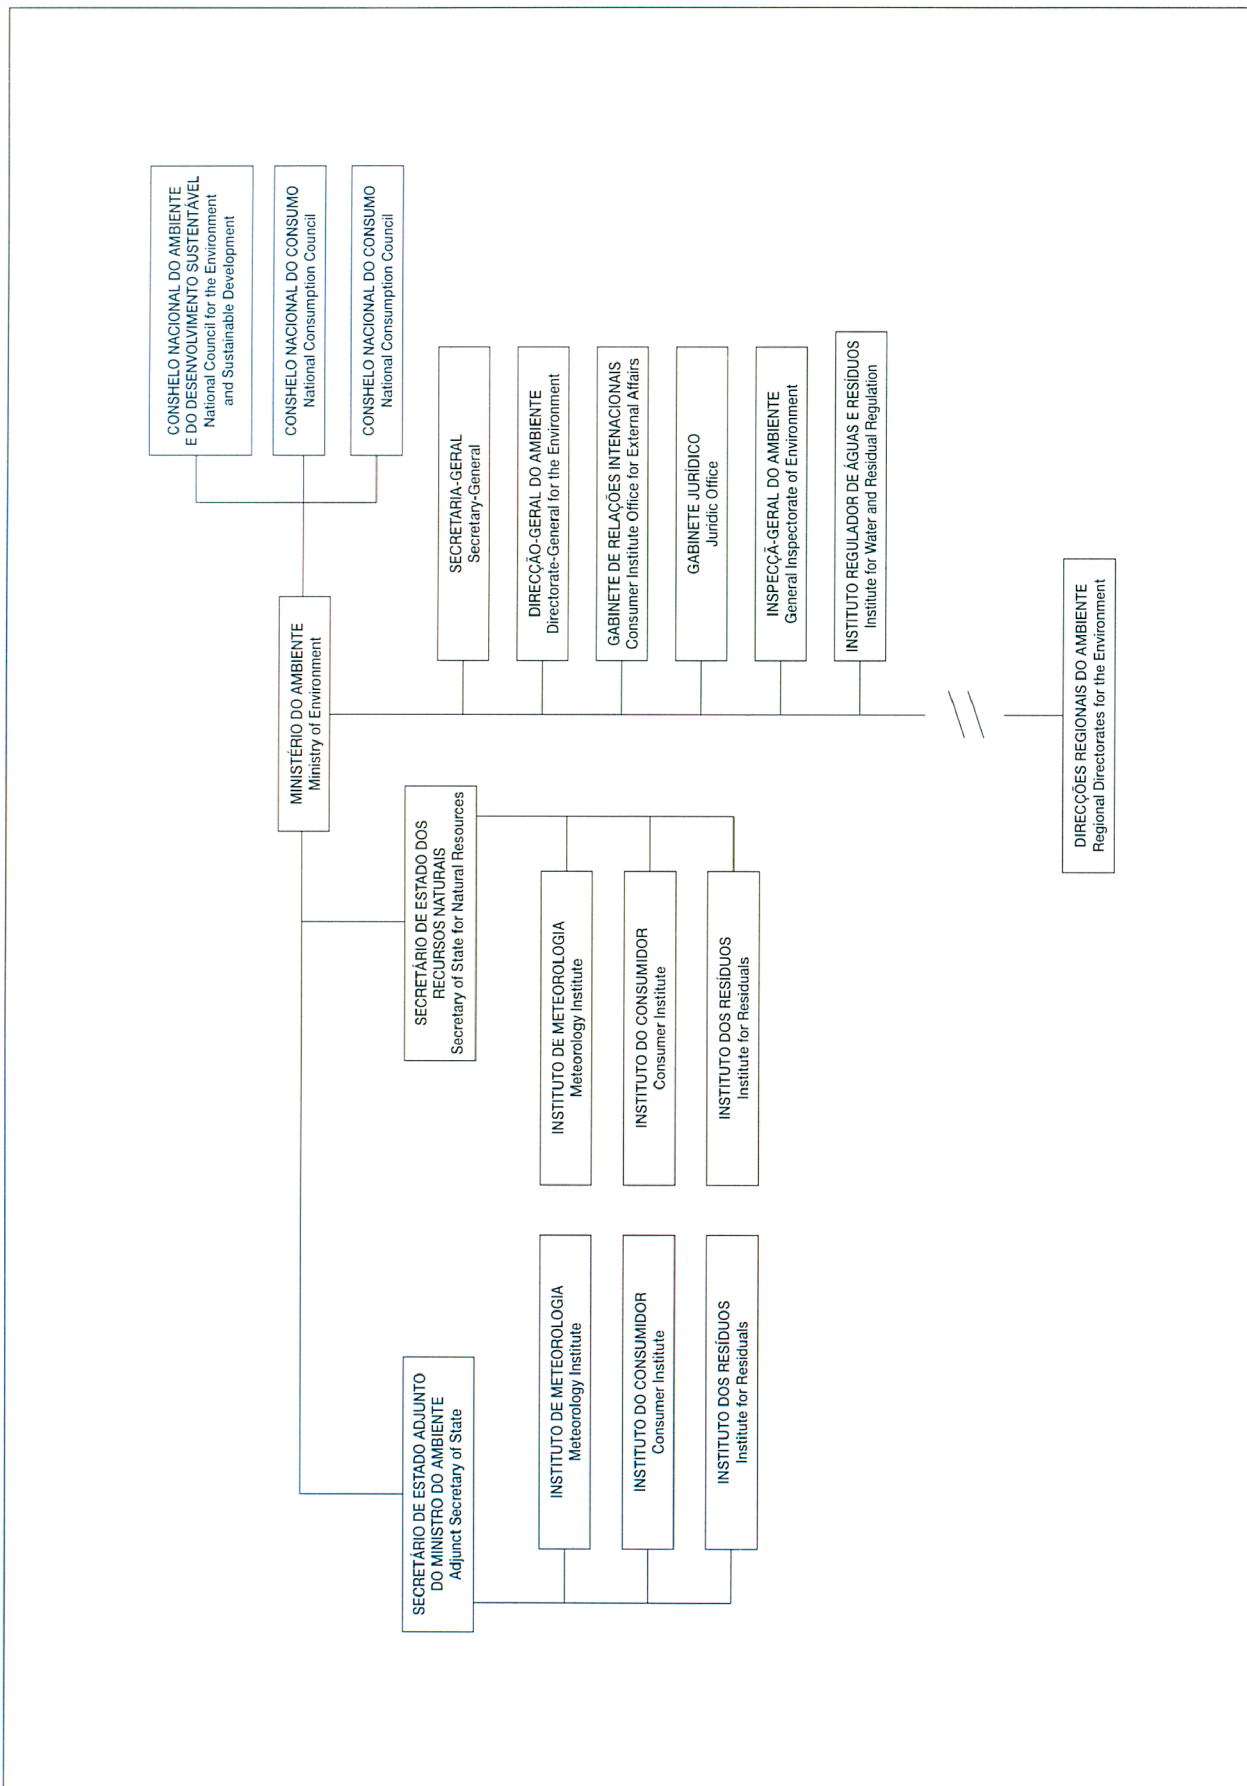 CONSHELO NACIONAL DO AMBIENTE
E DO DESENVOLVIMENTO SUSTENTÁVEL
National Council for the Environment
and Sustainable Development
CONSHELO NACIONAL DO CONSUMO
National Consumption Council
CONSHELO NACIONAL DO CONSUMO
National Consumption Council
MINISTÉRIO DO AMBIENTE
Ministry of Environment
SECRETÁRIO DE ESTADO ADJUNTO
DO MINISTRO DO AMBIENTE
Adjunct Secretary of State
SECRETÁRIO DE ESTADO DOS
RECURSOS NATURAIS
Secretary of State for Natural Resources
SECRETARIA-GERAL
Secretary-General
DIRECÇÃO-GERAL DO AMBIENTE
Directorate-General for the Environment
GABINETE DE RELAÇÕES INTENACIONAIS
Consumer Institute Office for External Affairs
GABINETE JURÍDICO
Juridic Office
INSPECÇÃ-GERAL DO AMBIENTE
General Inspectorate of Environment
INSTITUTO REGULADOR DE ÁGUAS E RESÍDUOS
Institute for Water and Residual Regulation
INSTITUTO DE METEOROLOGIA
Meteorology Institute
INSTITUTO DO CONSUMIDOR
Consumer Institute
INSTITUTO DOS RESÍDUOS
Institute for Residuals
INSTITUTO DE METEOROLOGIA
Meteorology Institute
INSTITUTO DO CONSUMIDOR
Consumer Institute
INSTITUTO DOS RESÍDUOS
Institute for Residuals
DIRECÇÕES REGIONAIS DO AMBIENTE
Regional Directorates for the Environment